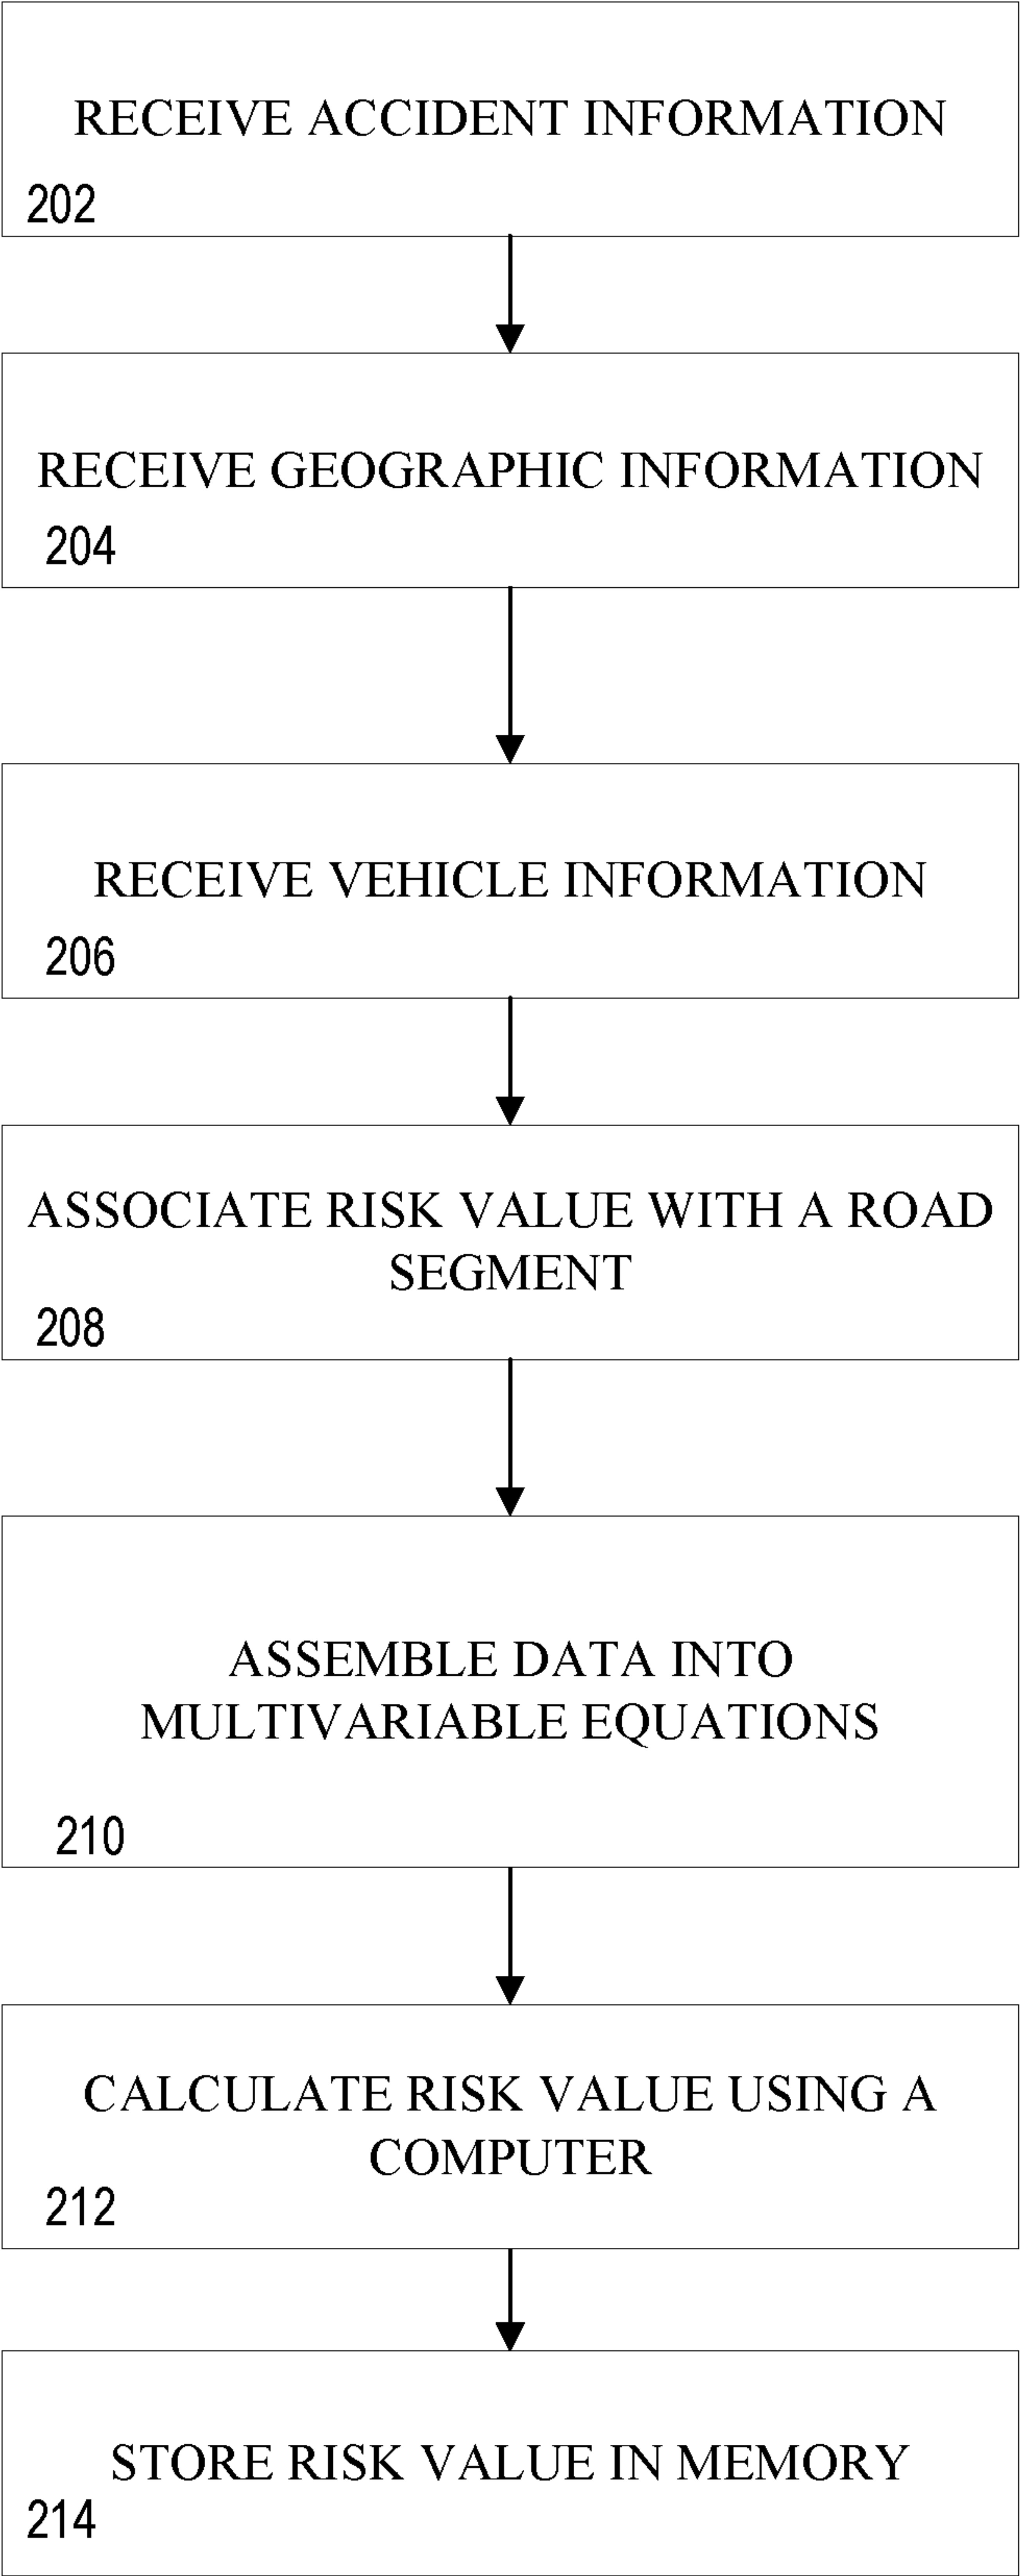 RECEIVE ACCIDENT INFORMATION
202
RECEIVE GEOGRAPHIC INFORMATION
204
RECEIVE VEHICLE INFORMATION
206
ASSOCIATE RISK VALUE WITH A ROAD
SEGMENT
208
ASSEMBLE DATA INTO
MULTIVARIABLE EQUATIONS
210
CALCULATE RISK VALUE USING A
COMPUTER
212
STORE RISK VALUE IN MEMORY
214